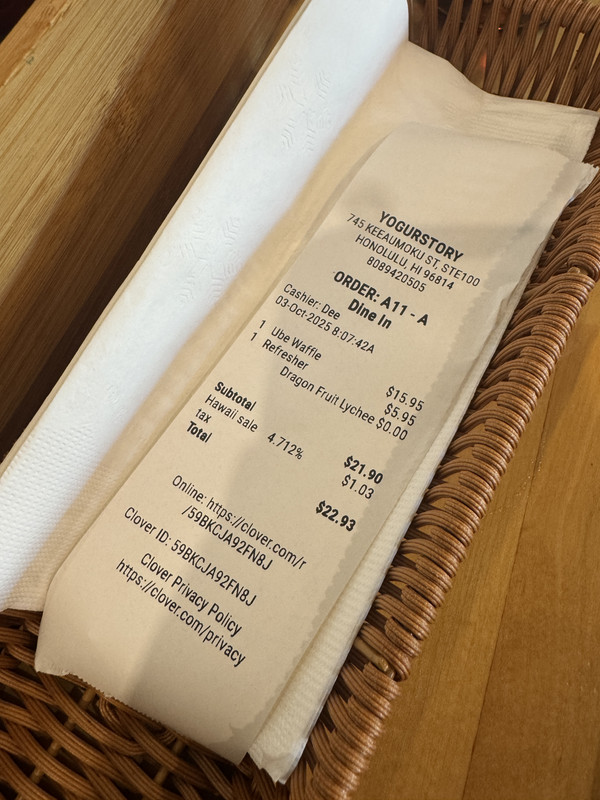 YOGURSTORY
745 KEEAUMOKU ST, STE100
HONOLULU, HI 96814
8089420505
ORDER: A11 - A
Dine In
Cashier: Dee
03-Oct-2025 8:07:42A
1 Ube Waffle $15.95
1 Refresher $5.95
Dragon Fruit Lychee $0.00
Subtotal $21.90
Hawaii sale 4.712% $1.03
tax
Total $22.93
Online: https://clover.com/r
/59BKCJA92FN8J
Clover ID: 59BKCJA92FN8J
Clover Privacy Policy
https://clover.com/privacy